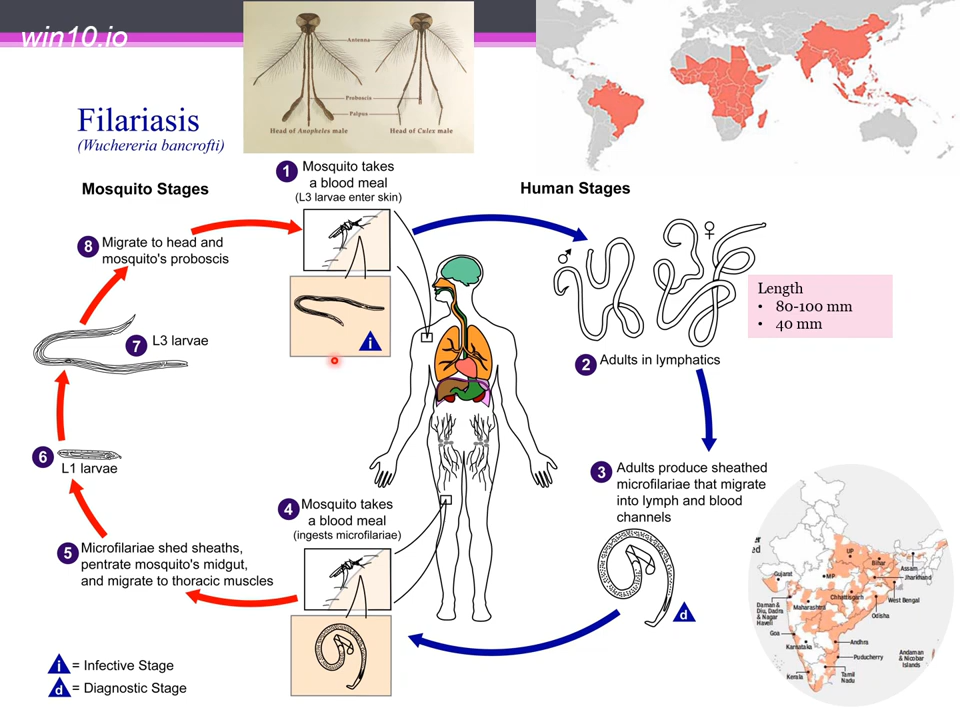 win10.io
Antenna
Proboscis
Palpus
Head of Anopheles male
Head of Culex male
Filariasis
(Wuchereria bancrofti)
Mosquito Stages
Human Stages
1
Mosquito takes
a blood meal
(L3 larvae enter skin)
i
8
Migrate to head and
mosquito's proboscis
7
L3 larvae
♂
♀
Length
• 80-100 mm
• 40 mm
2
Adults in lymphatics
6
L1 larvae
3
Adults produce sheathed
microfilariae that migrate
into lymph and blood
channels
d
4
Mosquito takes
a blood meal
(ingests microfilariae)
5
Microfilariae shed sheaths,
pentrate mosquito's midgut,
and migrate to thoracic muscles
i = Infective Stage
d = Diagnostic Stage
er
ed
UP
Bihar
Assam
Jharkhand
Gujarat
MP
Chhattisgarh
West Bengal
Daman &
Diu, Dadra
& Nagar
Haveli
Maharashtra
Odisha
Goa
Andhra
Karnataka
Puducherry
Andaman
& Nicobar
Islands
Kerala
Tamil
Nadu